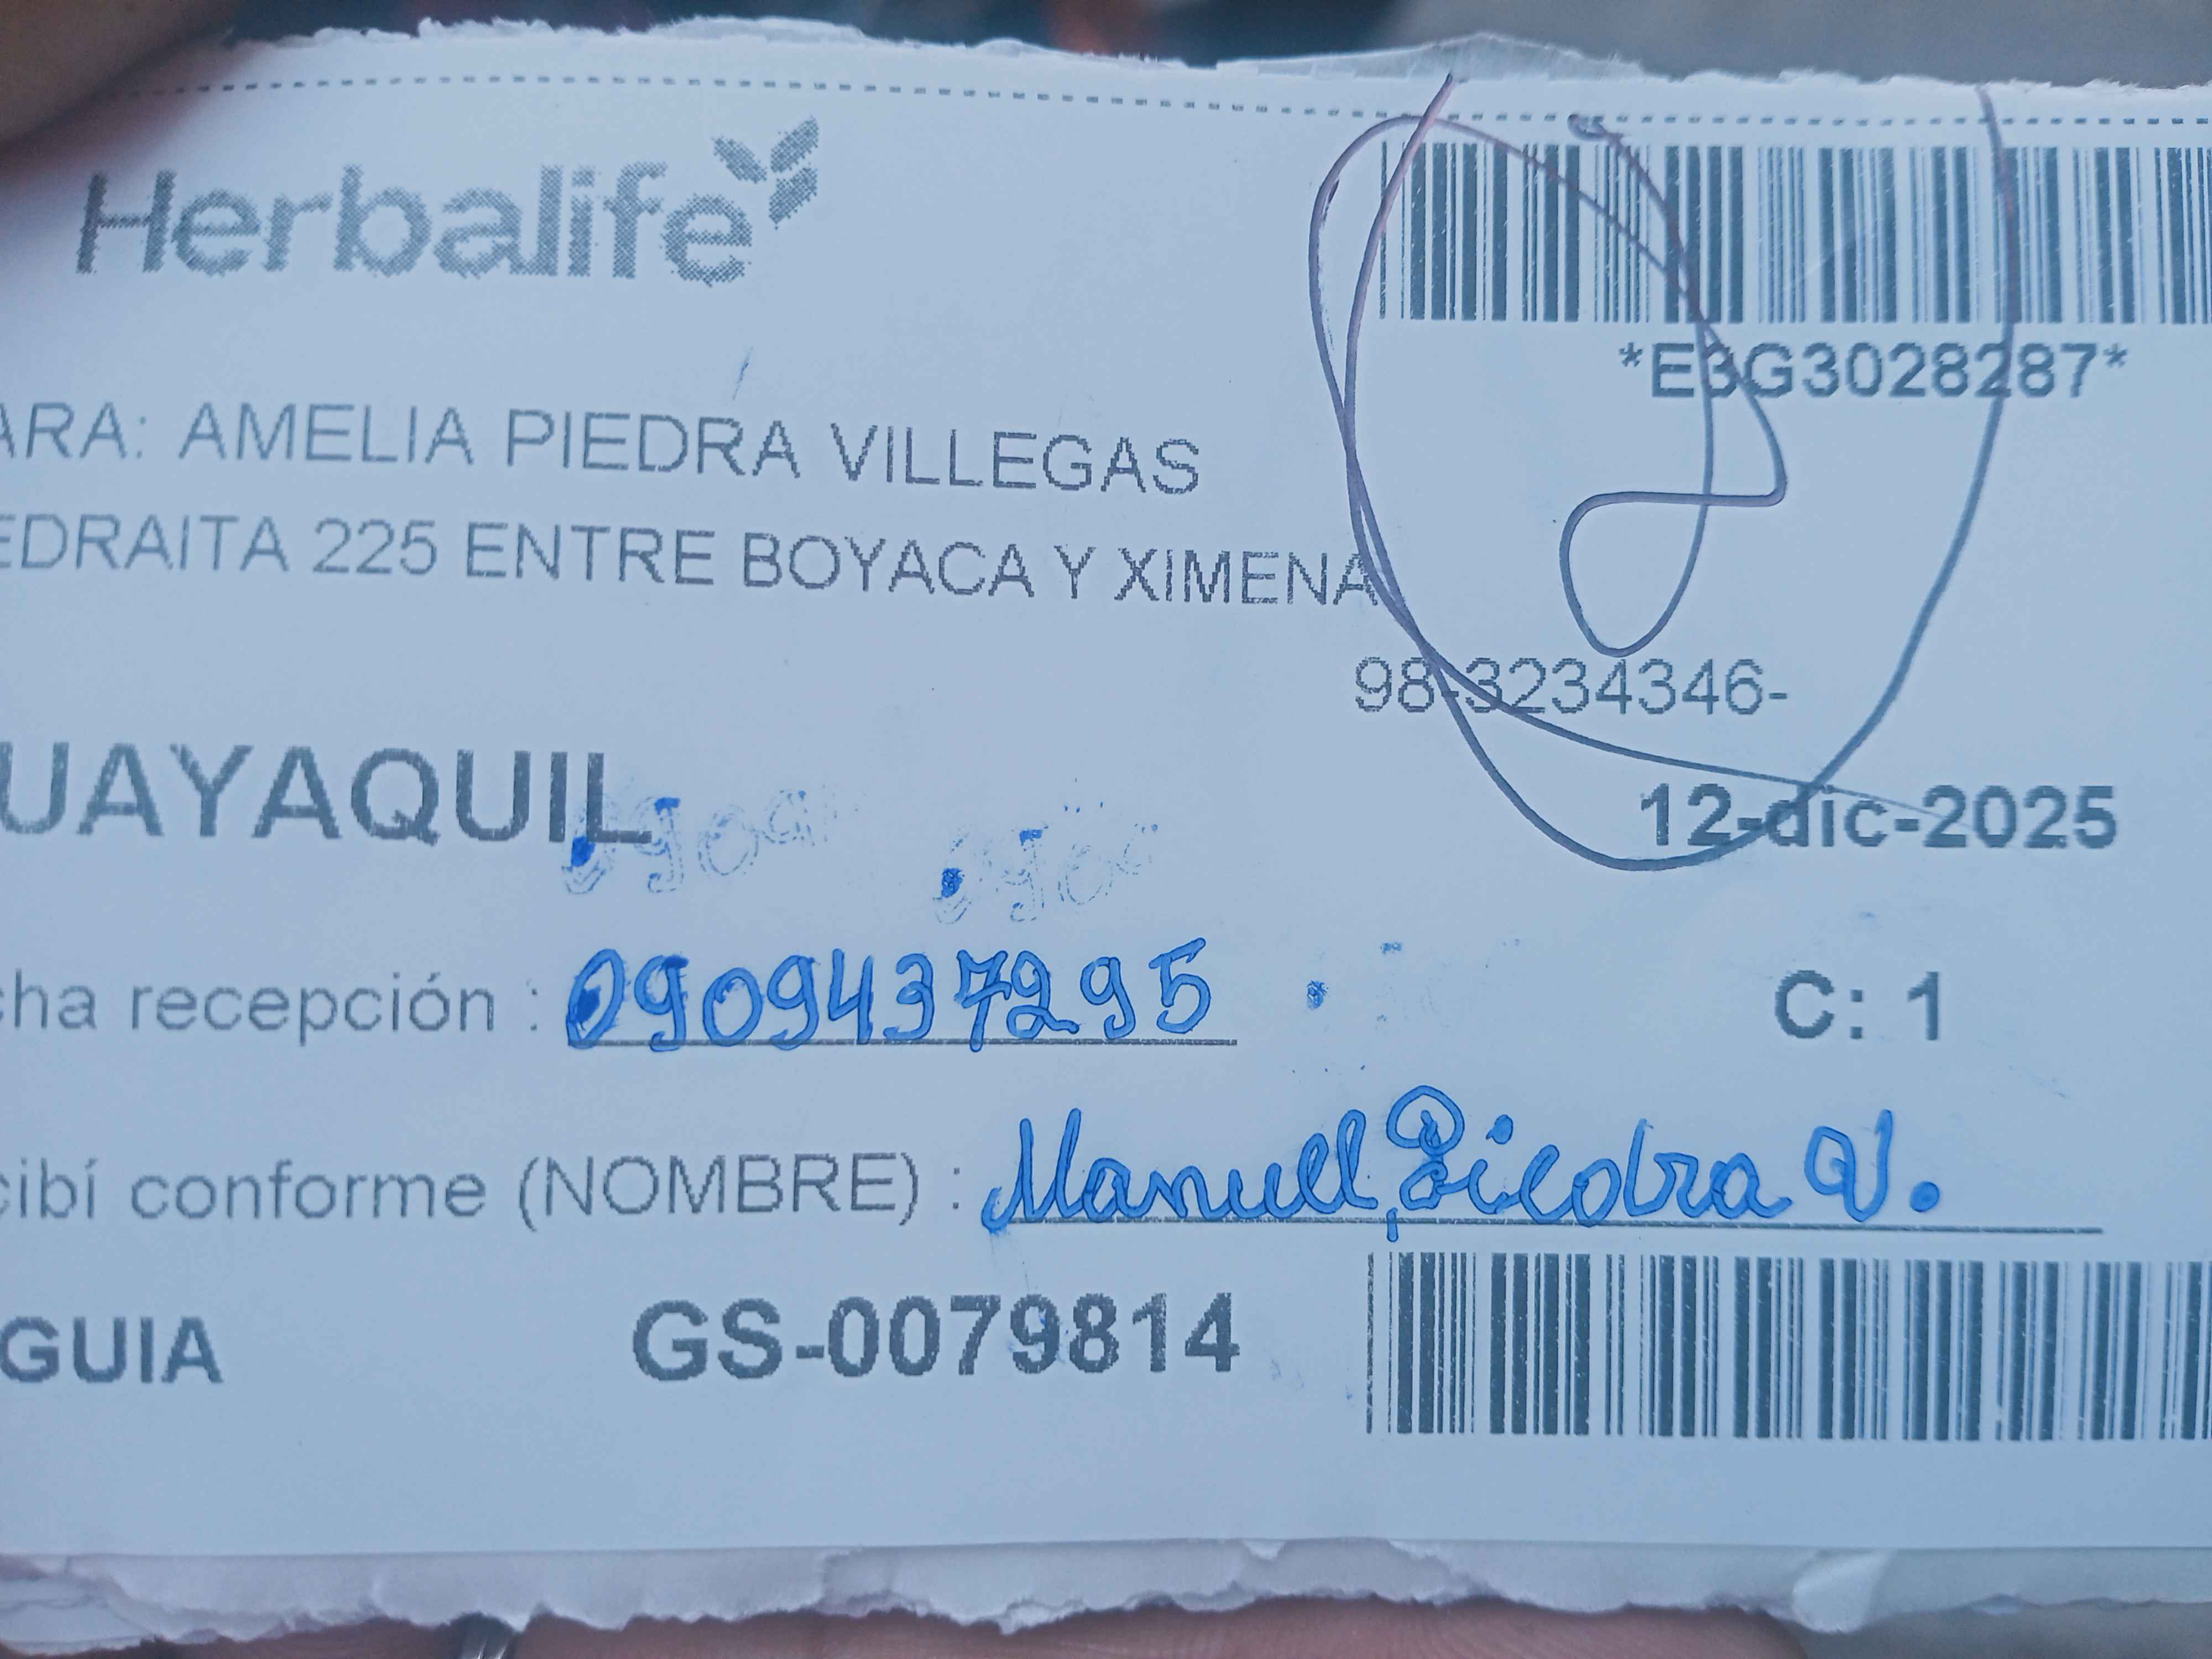 Herbalife
*E3G3028287*
ARA: AMELIA PIEDRA VILLEGAS
EDRAITA 225 ENTRE BOYACA Y XIMENA
98-3234346-
UAYAQUIL
12-dic-2025
cha recepción : 0909437295
C: 1
cibí conforme (NOMBRE) : Manuel Piedra V.
GUIA GS-0079814